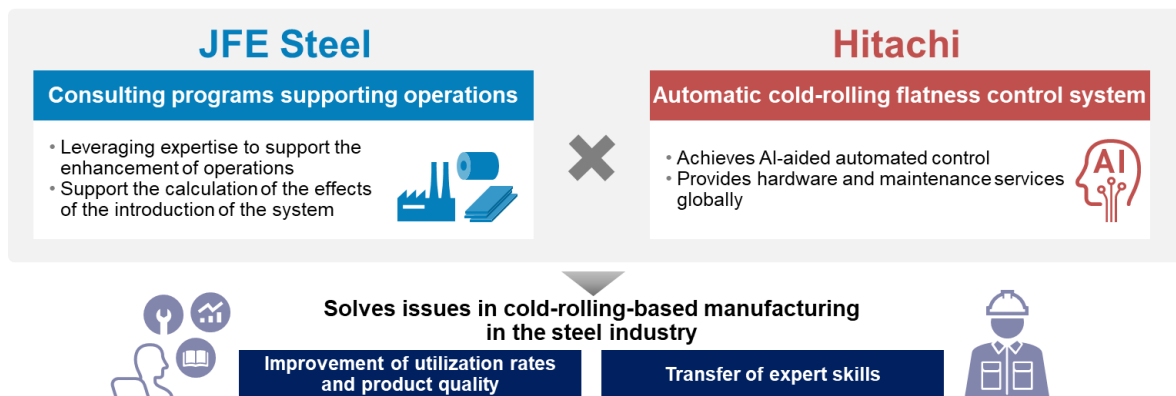 JFE Steel
Consulting programs supporting operations
• Leveraging expertise to support the
enhancement of operations
• Support the calculation of the effects
of the introduction of the system
Hitachi
Automatic cold-rolling flatness control system
• Achieves AI-aided automated control
• Provides hardware and maintenance services
globally
AI
Solves issues in cold-rolling-based manufacturing
in the steel industry
Improvement of utilization rates
and product quality
Transfer of expert skills